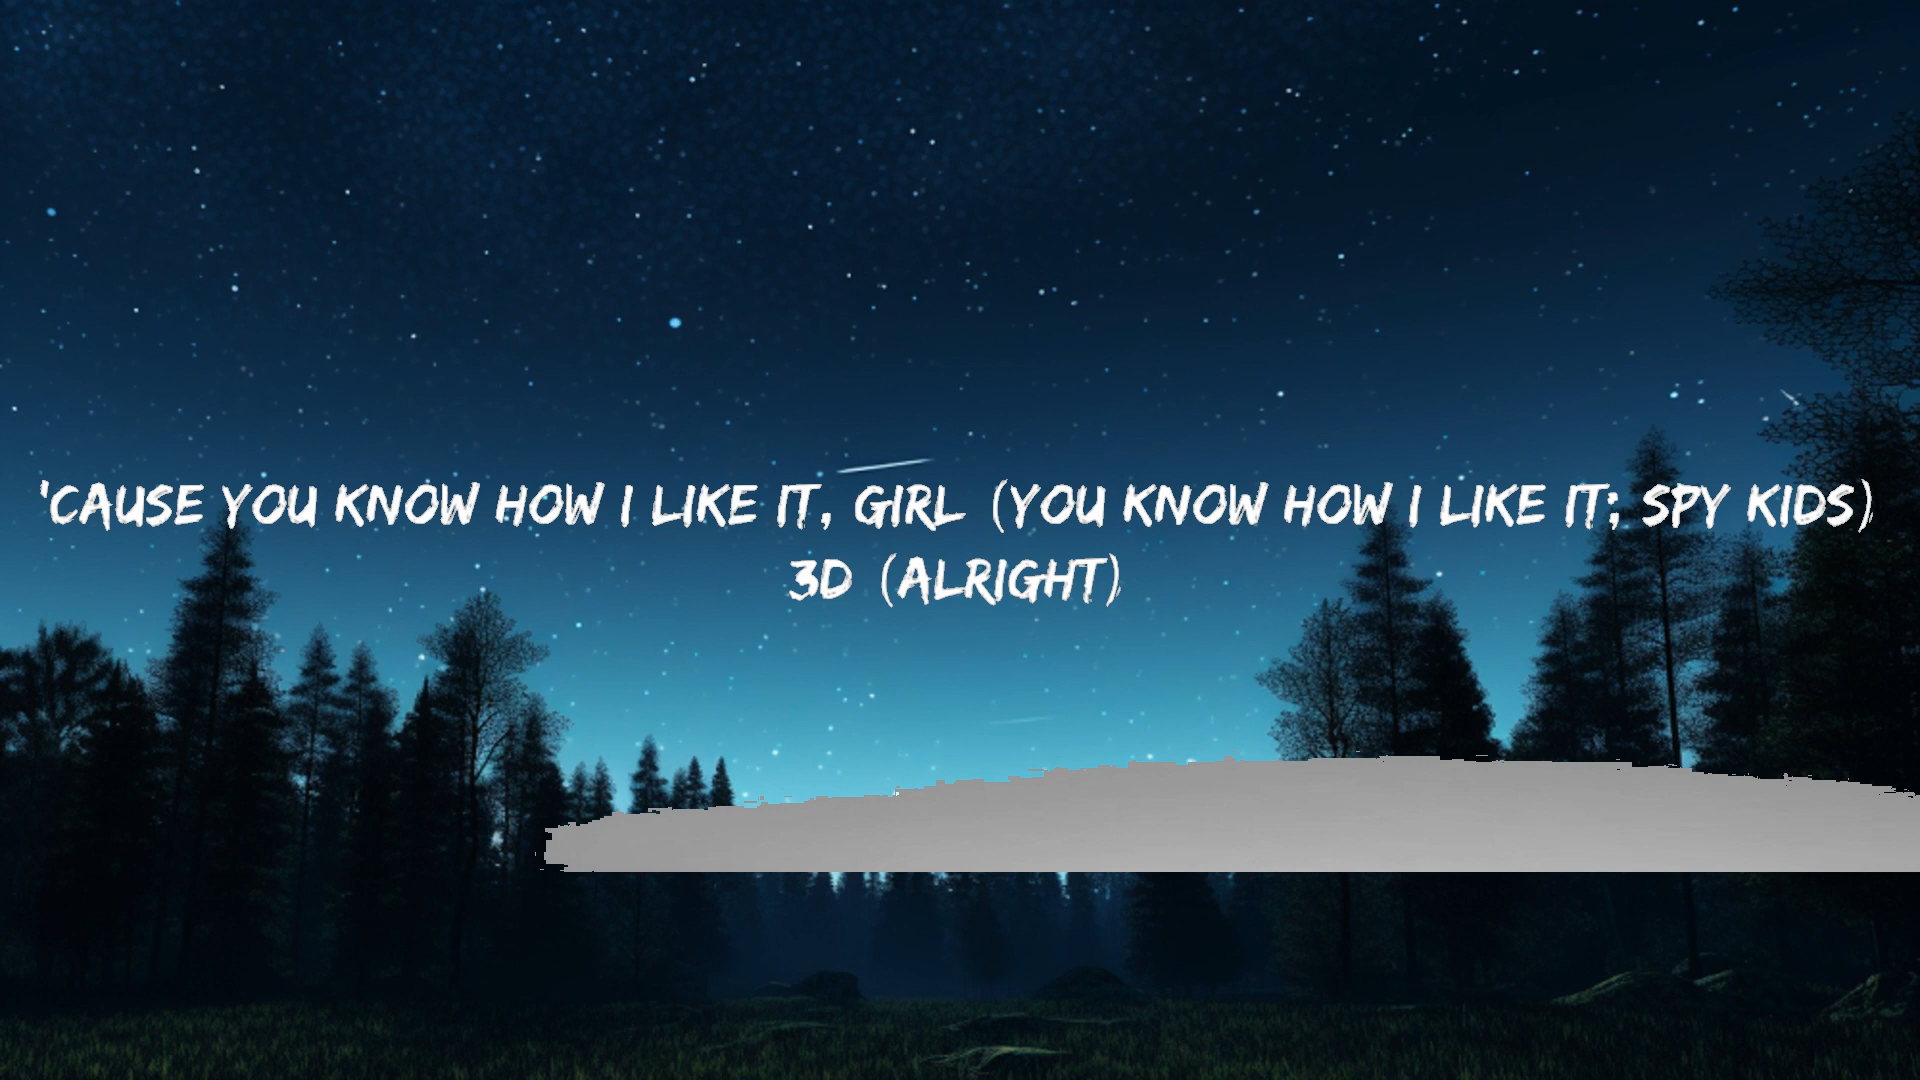 'CAUSE YOU KNOW HOW I LIKE IT, GIRL (YOU KNOW HOW I LIKE IT; SPY KIDS)
3D (ALRIGHT)